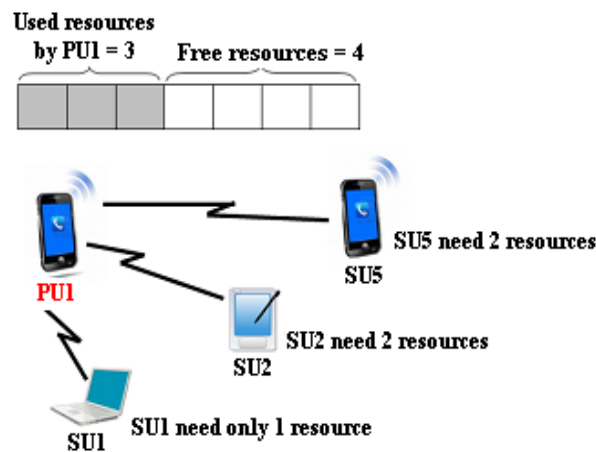 Used resources
by PU1 = 3
Free resources = 4
SU5 need 2 resources
SU5
PU1
SU2 need 2 resources
SU2
SU1 need only 1 resource
SU1